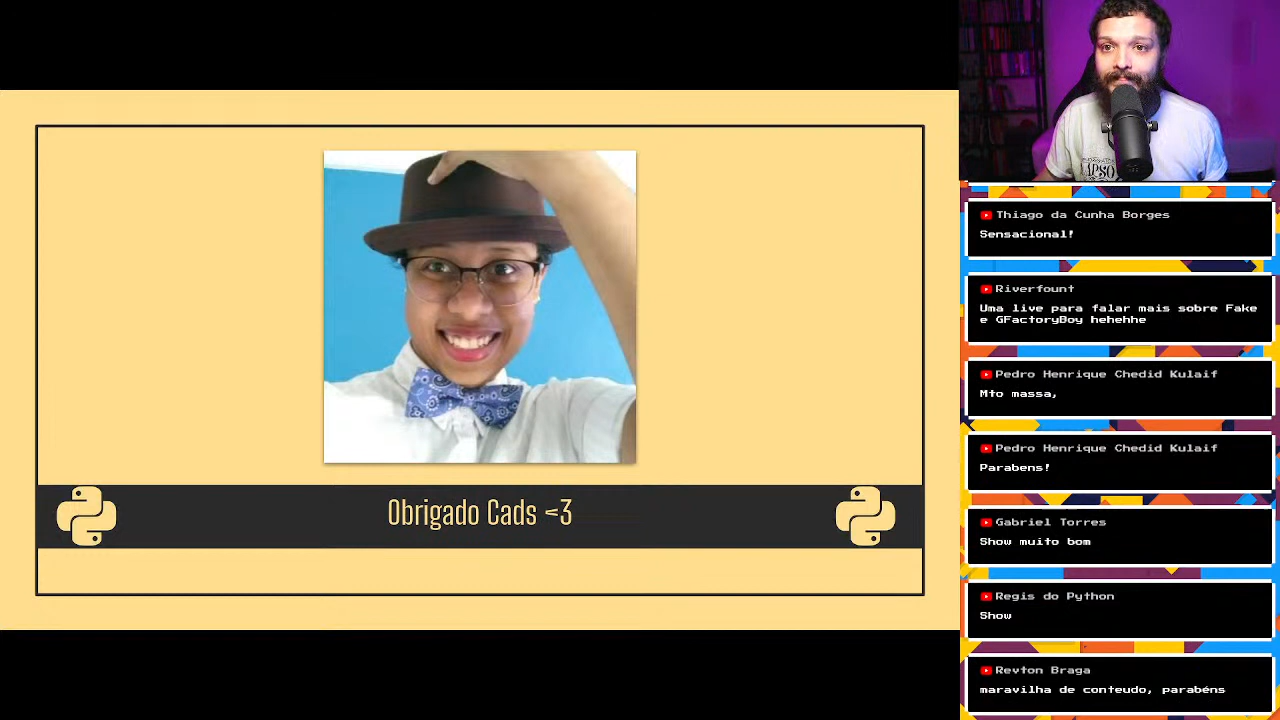 Obrigado Cads <3
Thiago da Cunha Borges
Sensacional!
Riverfount
Uma live para falar mais sobre Fake
e GFactoryBoy hehehhe
Pedro Henrique Chedid Kulaif
Mto massa,
Pedro Henrique Chedid Kulaif
Parabens!
Gabriel Torres
Show muito bom
Regis do Python
Show
Revton Braga
maravilha de conteudo, parabéns